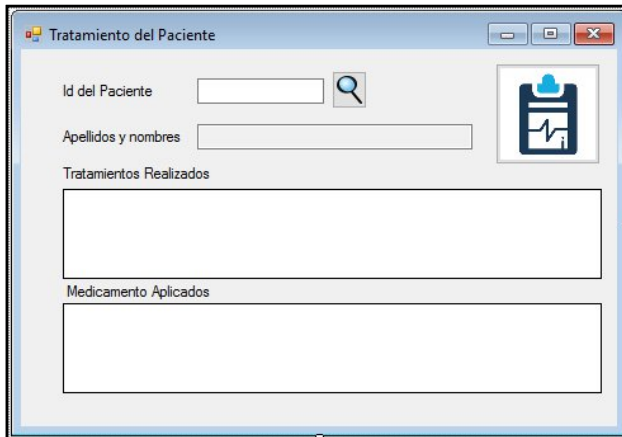 Tratamiento del Paciente
Id del Paciente
Apellidos y nombres
Tratamientos Realizados
Medicamento Aplicados